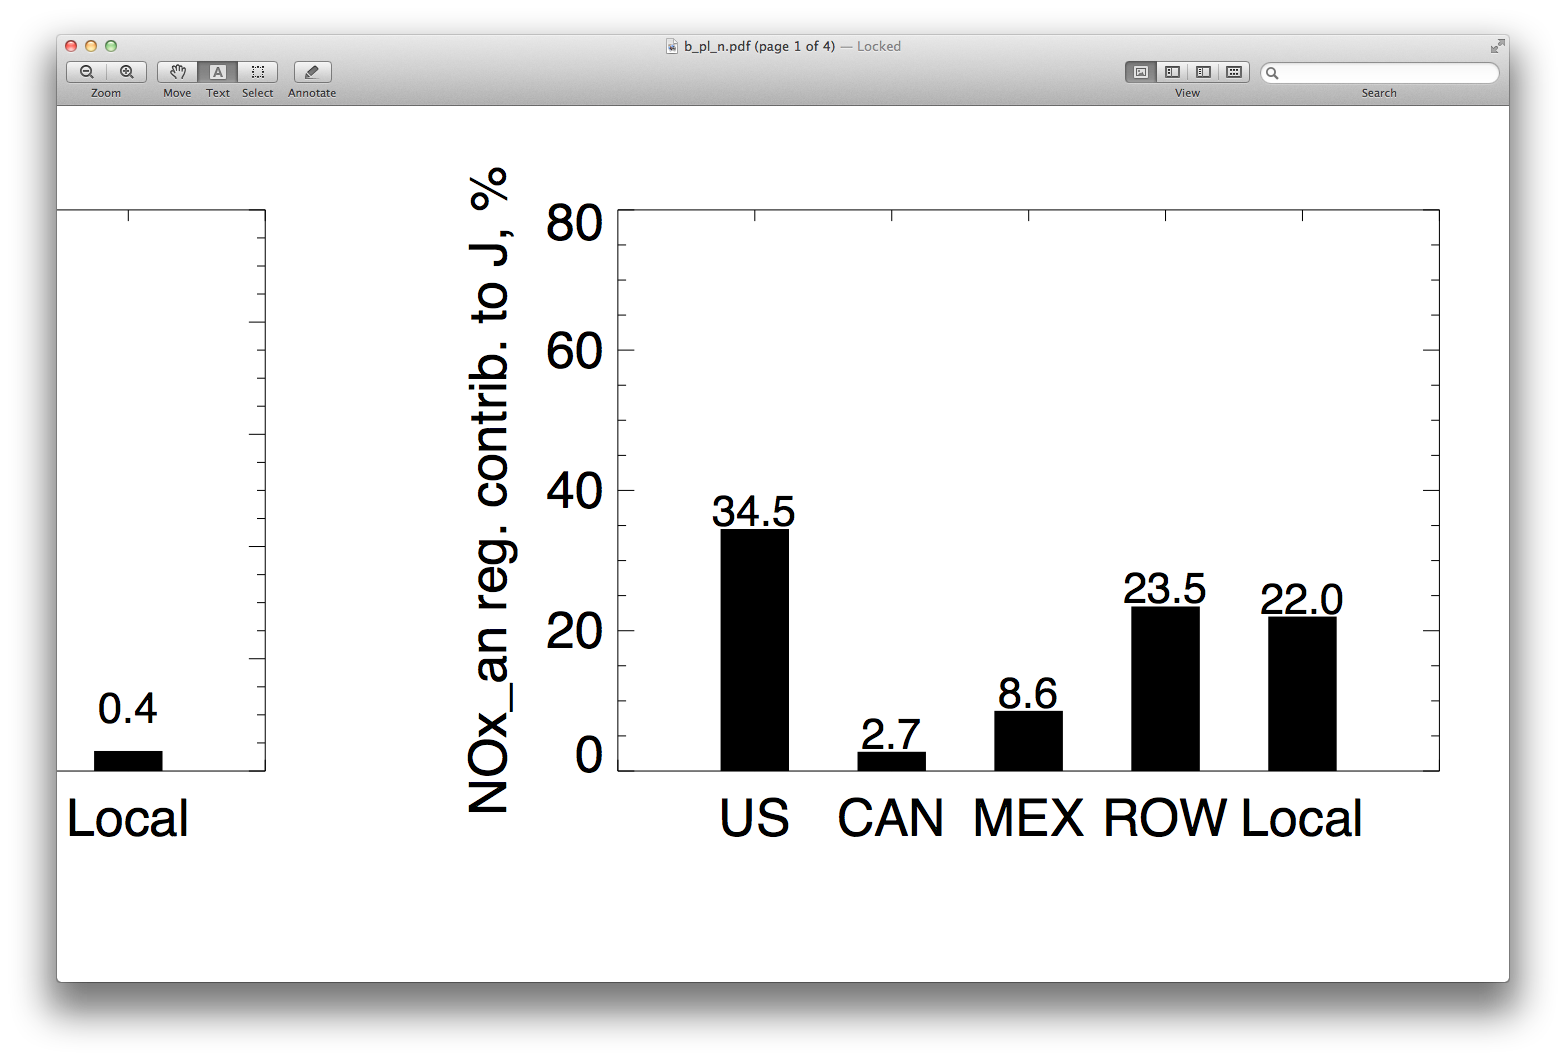 b_pl_n.pdf (page 1 of 4) — Locked
Zoom
Move
Text
Select
Annotate
View
Search
0.4
Local
NOx_an reg. contrib. to J, %
80
60
40
20
0
34.5
2.7
8.6
23.5
22.0
US
CAN
MEX
ROW
Local